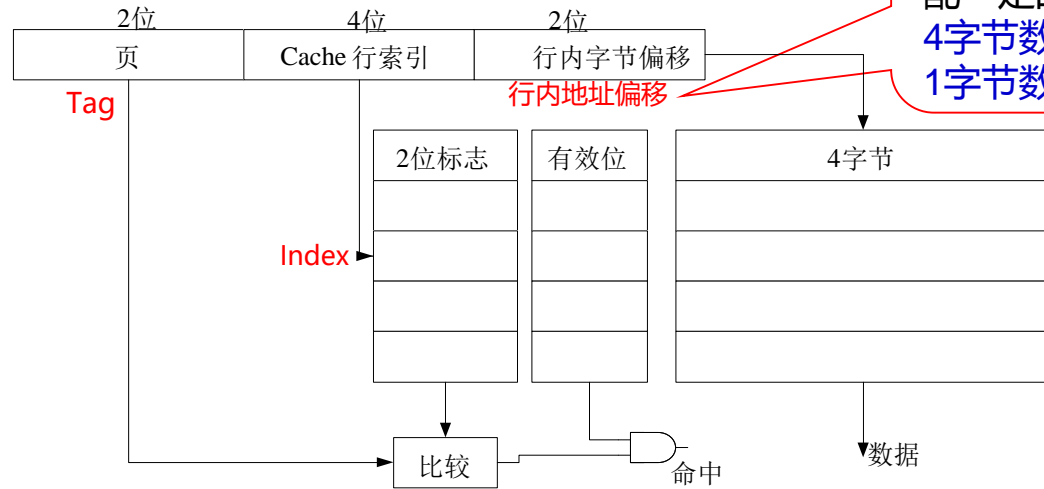 2位
4位
2位
页
Cache 行索引
行内字节偏移
4字节数
1字节数
Tag
行内地址偏移
2位标志
有效位
4字节
Index
比较
命中
数据